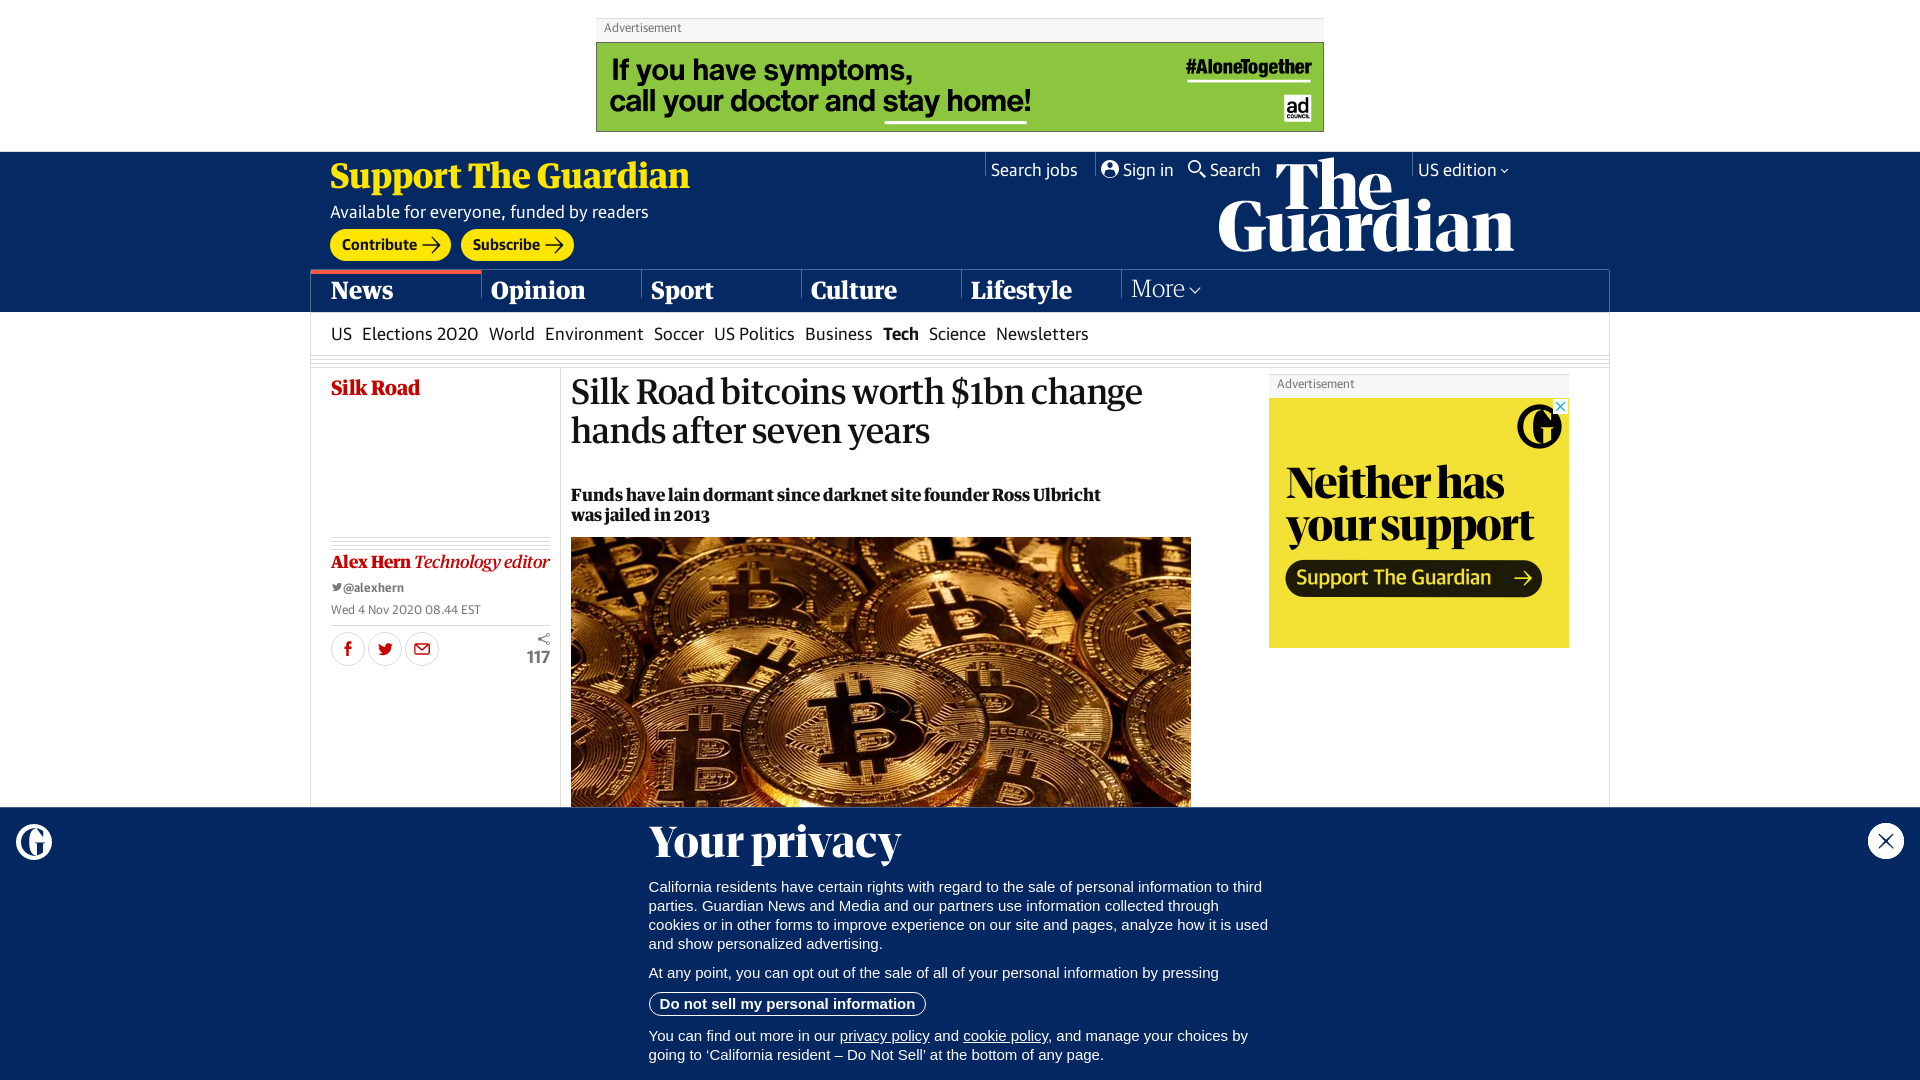 Advertisement
If you have symptoms,
call your doctor and stay home!
#AloneTogether
ad
COUNCIL
Support The Guardian
Available for everyone, funded by readers
Contribute
Subscribe
Search jobs
Sign in
Search
US edition
The
Guardian
News
Opinion
Sport
Culture
Lifestyle
More
US Elections 2020 World Environment Soccer US Politics Business Tech Science Newsletters
Silk Road
Silk Road bitcoins worth $1bn change
hands after seven years
Funds have lain dormant since darknet site founder Ross Ulbricht
was jailed in 2013
Alex Hern Technology editor
@alexhern
Wed 4 Nov 2020 08.44 EST
117
Advertisement
Neither has
your support
Support The Guardian
Your privacy
California residents have certain rights with regard to the sale of personal information to third
parties. Guardian News and Media and our partners use information collected through
cookies or in other forms to improve experience on our site and pages, analyze how it is used
and show personalized advertising.
At any point, you can opt out of the sale of all of your personal information by pressing
Do not sell my personal information
You can find out more in our privacy policy and cookie policy, and manage your choices by
going to ‘California resident – Do Not Sell’ at the bottom of any page.